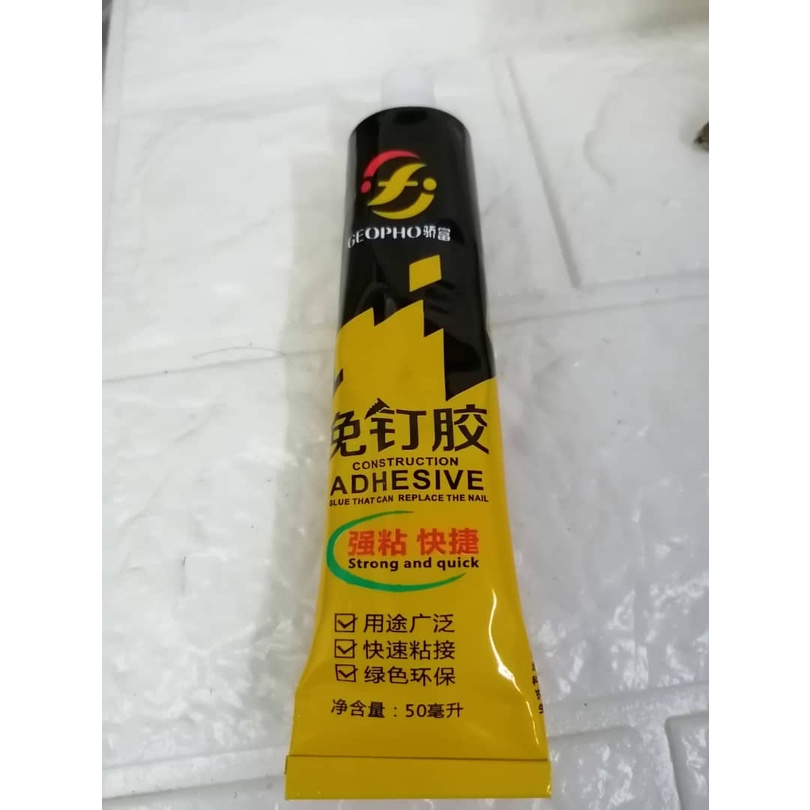 GEOPHO骄富
免钉胶
CONSTRUCTION
ADHESIVE
GLUE THAT CAN REPLACE THE NAIL
强粘 快捷
Strong and quick
用途广泛
快速粘接
绿色环保
净含量：50毫升